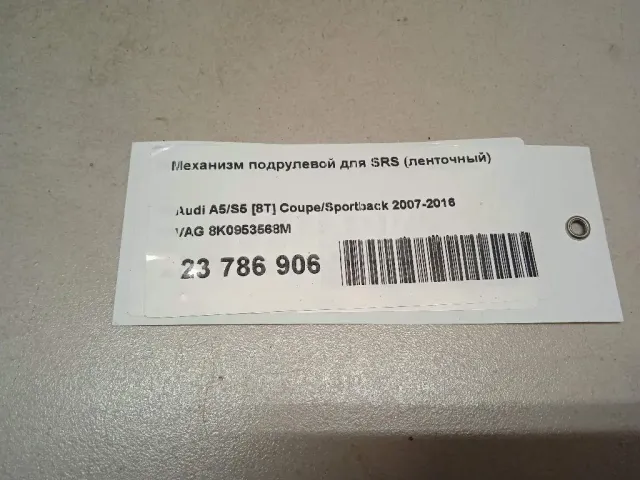 Механизм подрулевой для SRS (ленточный)
Audi A5/S5 [8T] Coupe/Sportback 2007-2016
VAG 8K0953568M
23 786 906